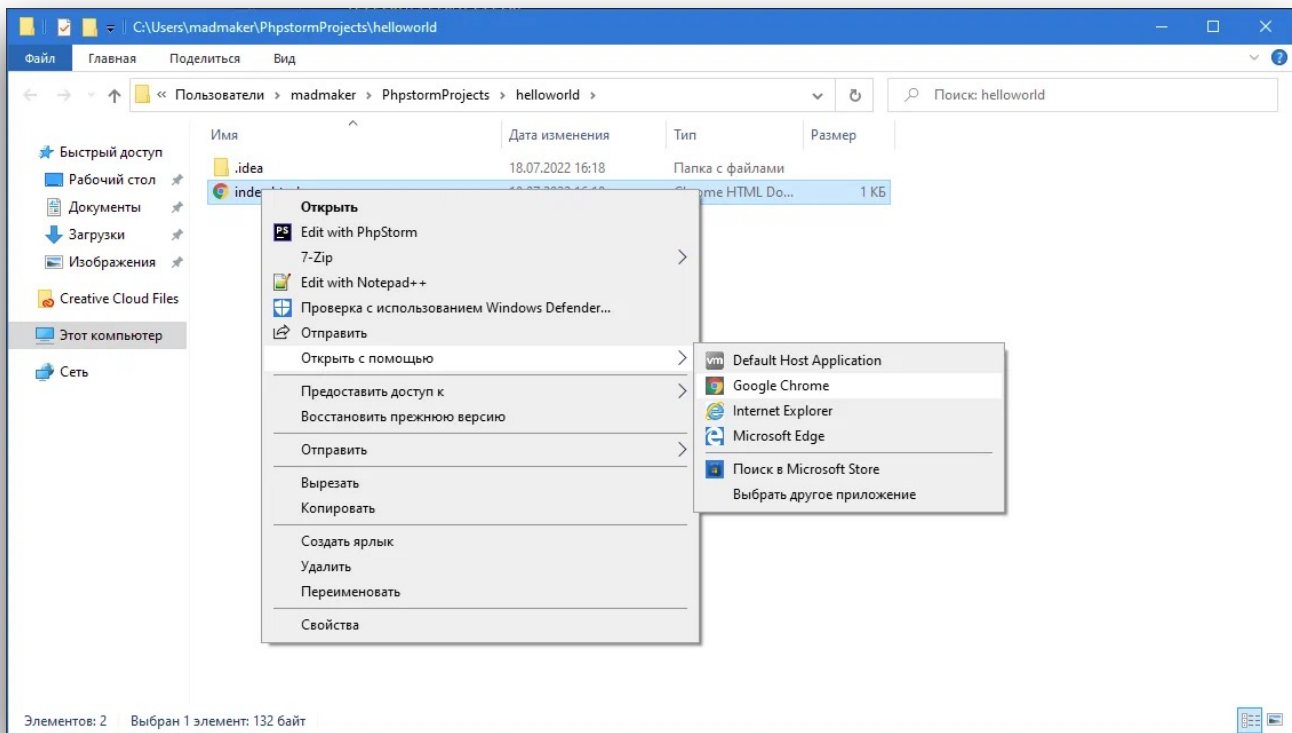 C:\Users\madmaker\PhpstormProjects\helloworld
Файл Главная Поделиться Вид
« Пользователи > madmaker > PhpstormProjects > helloworld >
Поиск: helloworld
Имя Дата изменения Тип Размер
Быстрый доступ
Рабочий стол
Документы
Загрузки
Изображения
Creative Cloud Files
Этот компьютер
Сеть
.idea 18.07.2022 16:18 Папка с файлами
HTML Do... 1 КБ
Открыть
PS Edit with PhpStorm
7-Zip
Edit with Notepad++
Проверка с использованием Windows Defender...
Отправить
Открыть с помощью
Предоставить доступ к
Восстановить прежнюю версию
Отправить
Вырезать
Копировать
Создать ярлык
Удалить
Переименовать
Свойства
vm Default Host Application
Google Chrome
Internet Explorer
Microsoft Edge
Поиск в Microsoft Store
Выбрать другое приложение
Элементов: 2 Выбран 1 элемент: 132 байт